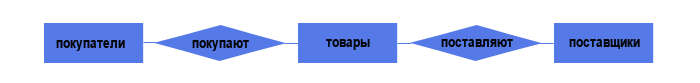 покупатели покупают товары поставляют поставщики